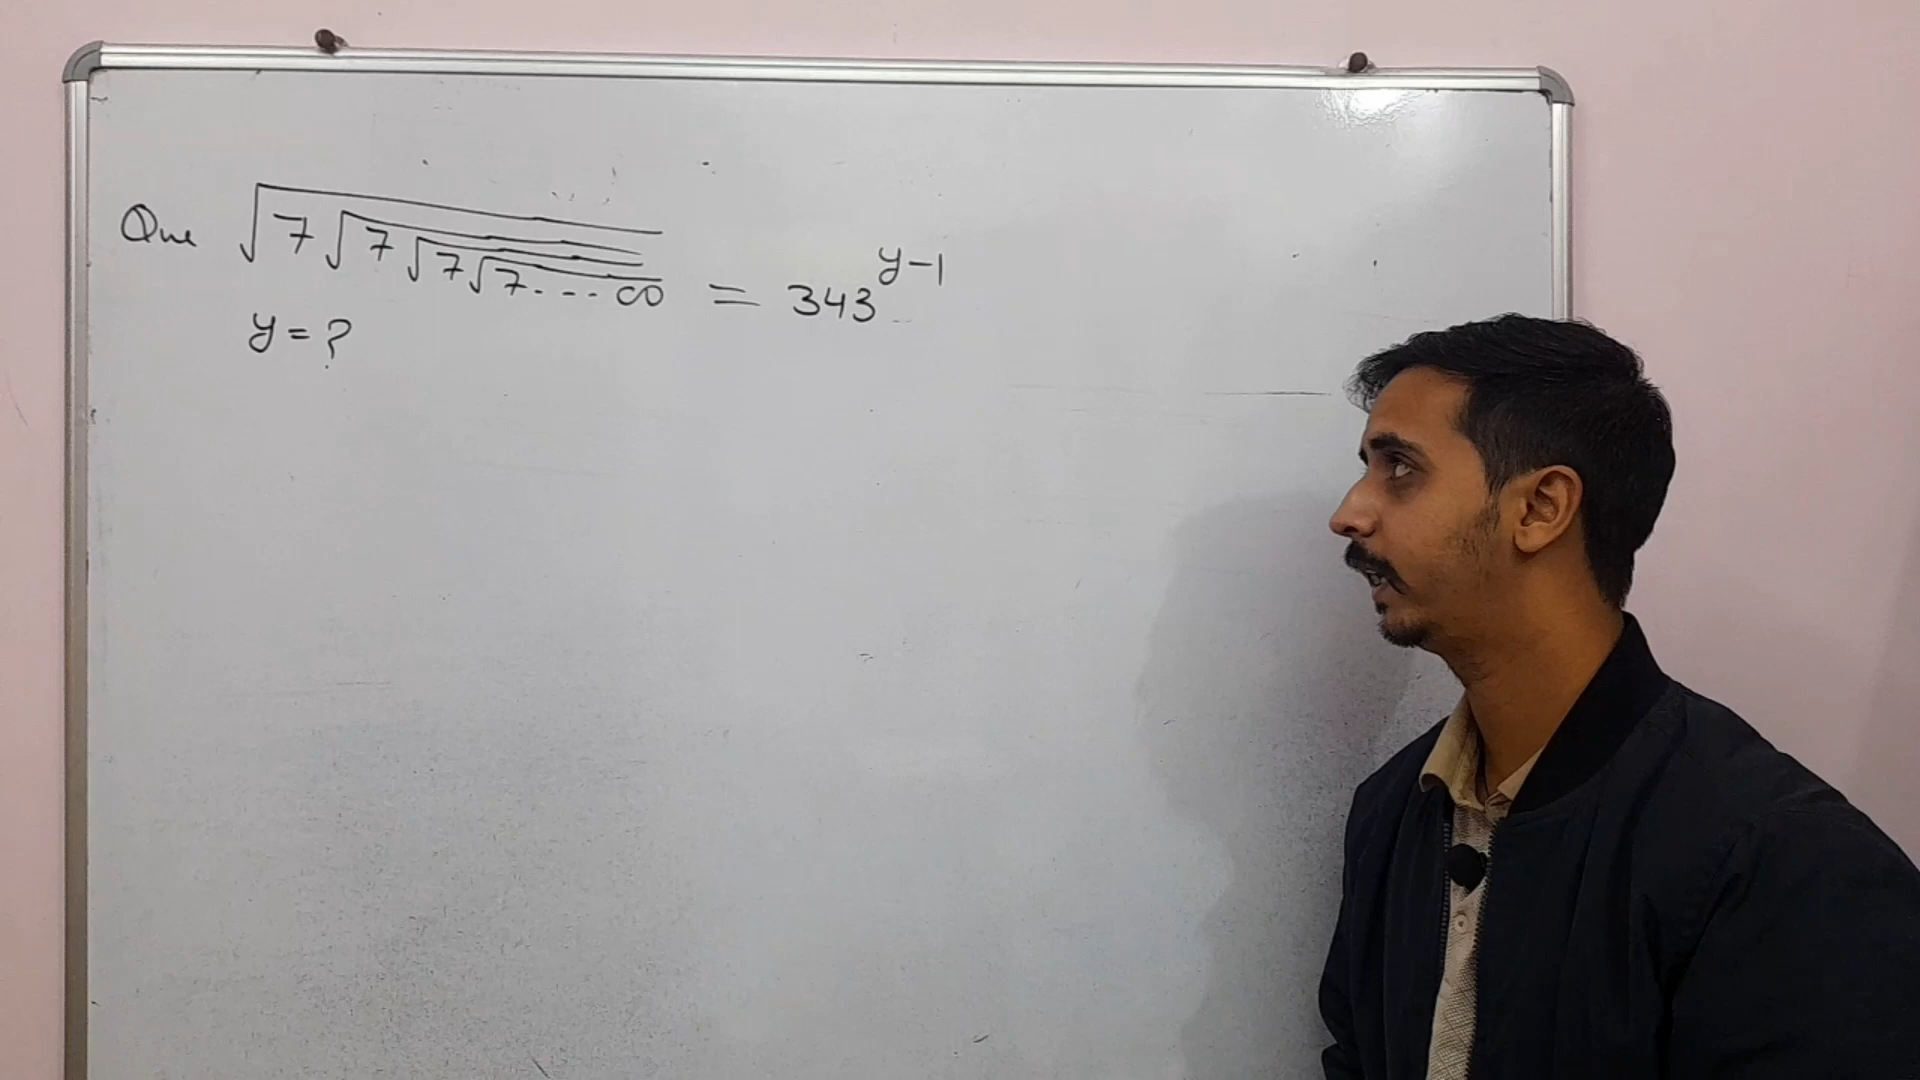 Que √7√7√7√7...∞ = 343^y-1
y = ?